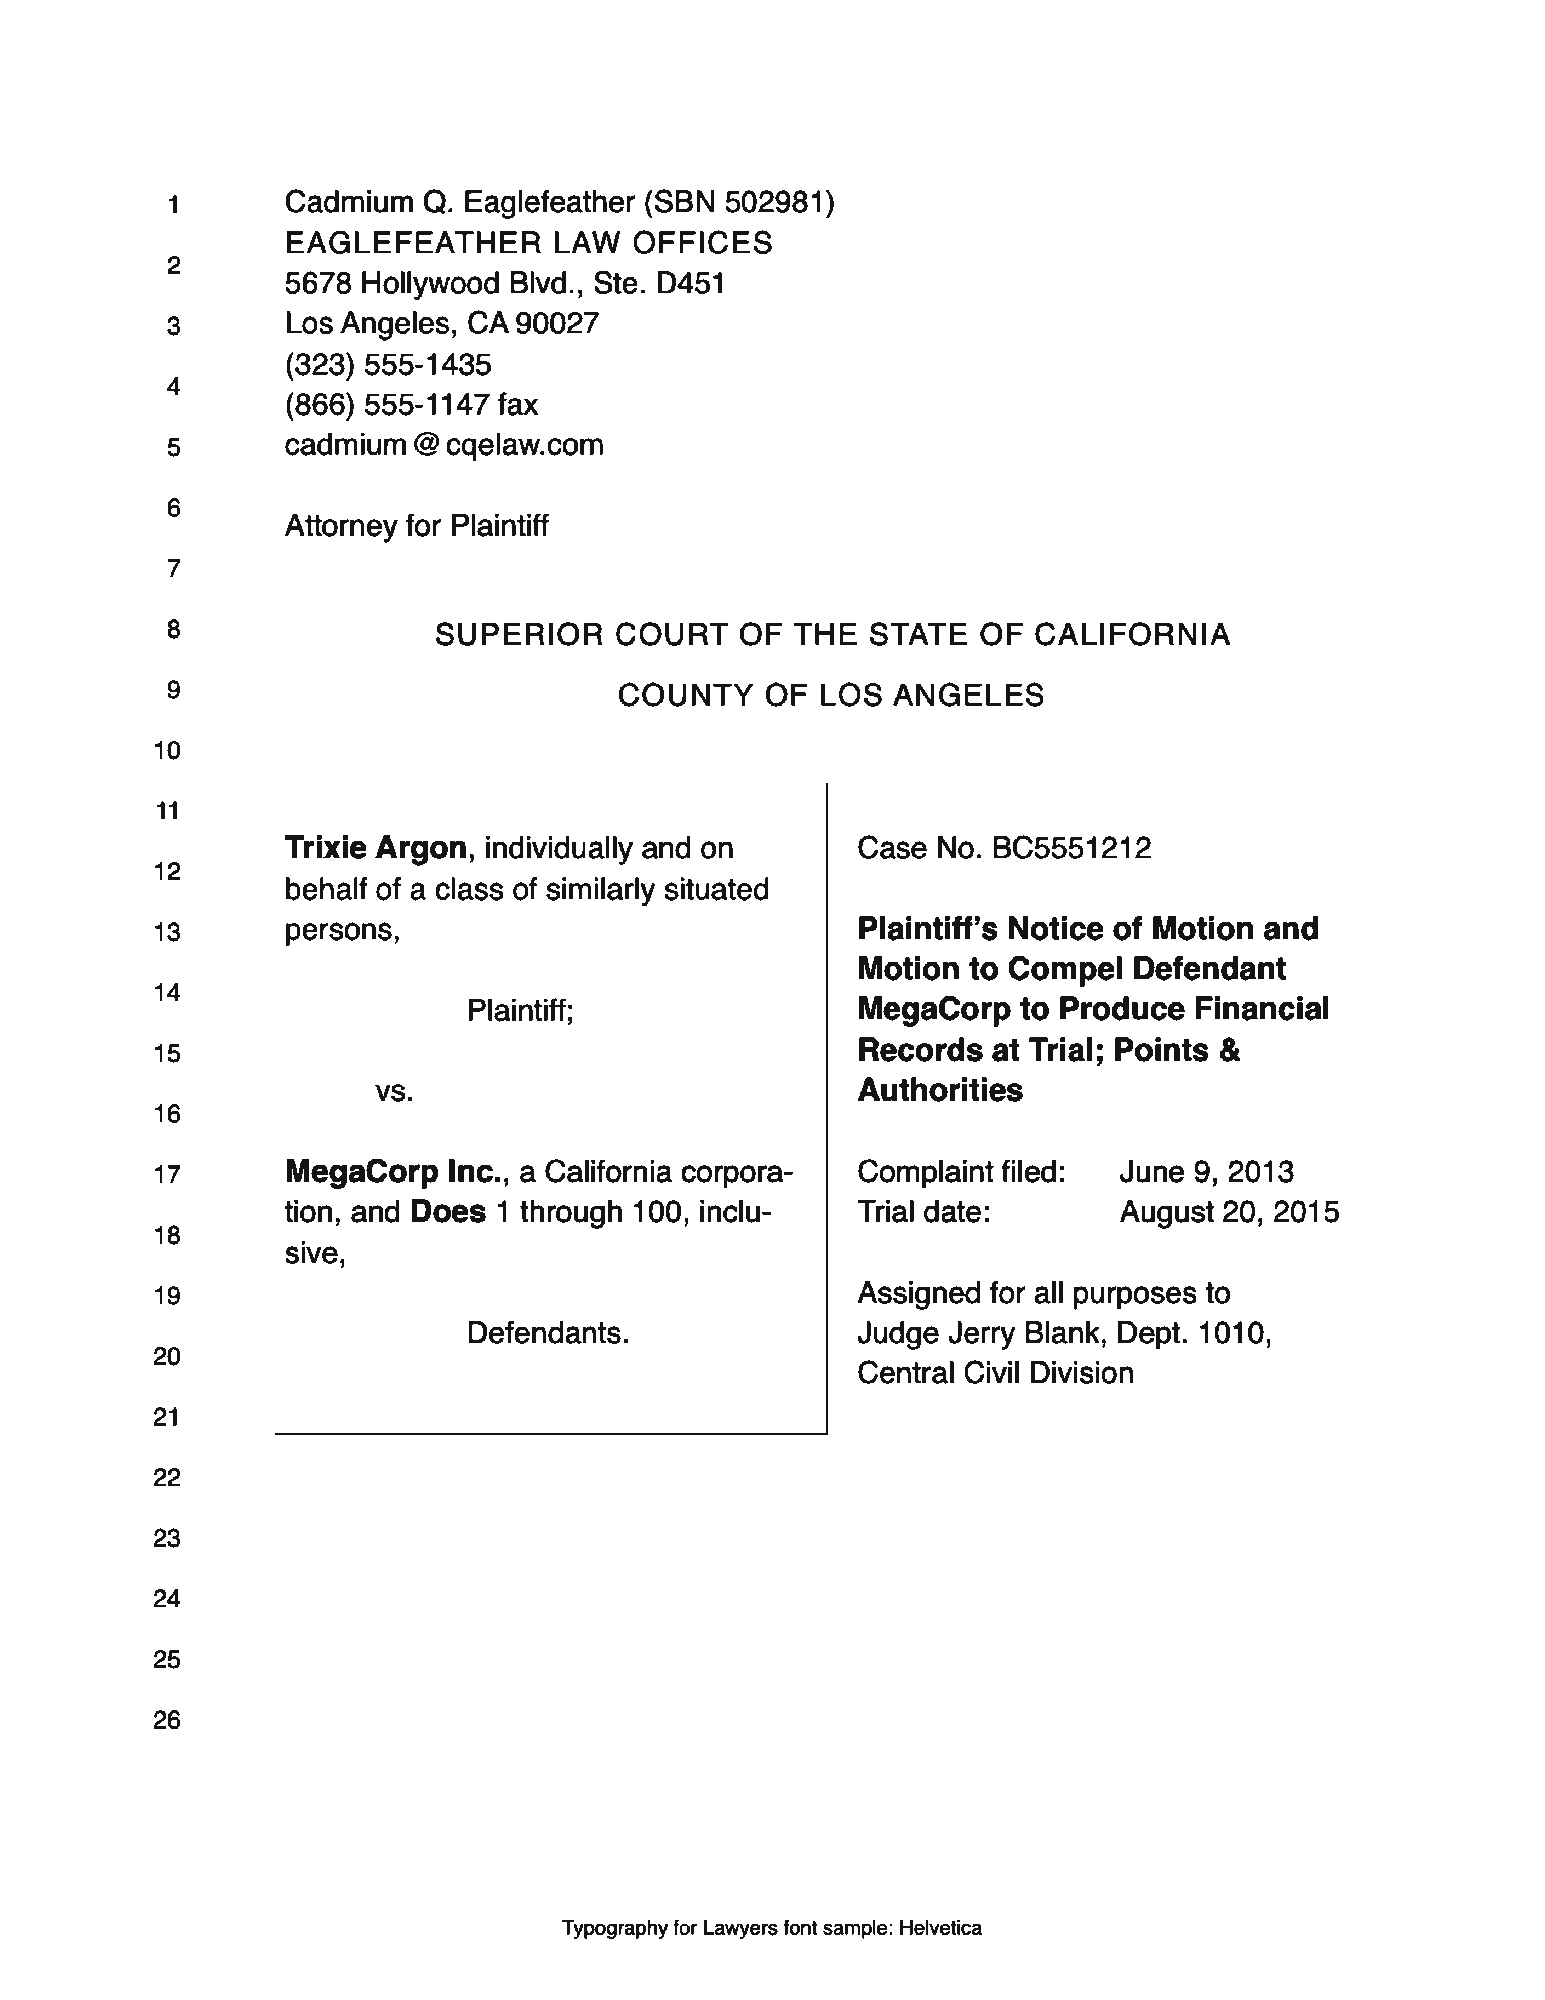 1
2
3
4
5
6
7
8
9
10
11
12
13
14
15
16
17
18
19
20
21
22
23
24
25
26
Cadmium Q. Eaglefeather (SBN 502981)
EAGLEFEATHER LAW OFFICES
5678 Hollywood Blvd., Ste. D451
Los Angeles, CA 90027
(323) 555-1435
(866) 555-1147 fax
cadmium @ cqelaw.com
Attorney for Plaintiff
SUPERIOR COURT OF THE STATE OF CALIFORNIA
COUNTY OF LOS ANGELES
Trixie Argon, individually and on
behalf of a class of similarly situated
persons,
Plaintiff;
vs.
MegaCorp Inc., a California corpora-
tion, and Does 1 through 100, inclu-
sive,
Defendants.
Case No. BC5551212
Plaintiff’s Notice of Motion and
Motion to Compel Defendant
MegaCorp to Produce Financial
Records at Trial; Points &
Authorities
Complaint filed: June 9, 2013
Trial date: August 20, 2015
Assigned for all purposes to
Judge Jerry Blank, Dept. 1010,
Central Civil Division
Typography for Lawyers font sample: Helvetica